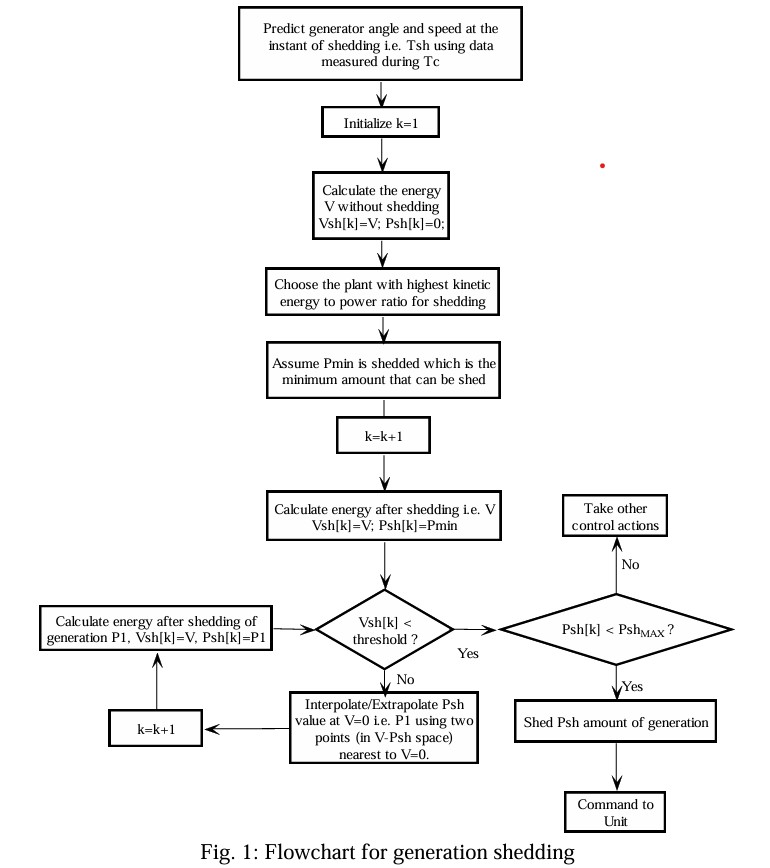 Predict generator angle and speed at the
instant of shedding i.e. Tsh using data
measured during Tc
Initialize k=1
Calculate the energy
V without shedding
Vsh[k]=V; Psh[k]=0;
Choose the plant with highest kinetic
energy to power ratio for shedding
Assume Pmin is shedded which is the
minimum amount that can be shed
k=k+1
Calculate energy after shedding i.e. V
Vsh[k]=V; Psh[k]=Pmin
Take other
control actions
No
Calculate energy after shedding of
generation P1, Vsh[k]=V, Psh[k]=P1
Vsh[k] <
threshold ?
Yes
Psh[k] < PshMAX ?
No
Yes
Interpolate/Extrapolate Psh
value at V=0 i.e. P1 using two
points (in V-Psh space)
nearest to V=0.
k=k+1
Shed Psh amount of generation
Command to
Unit
Fig. 1: Flowchart for generation shedding